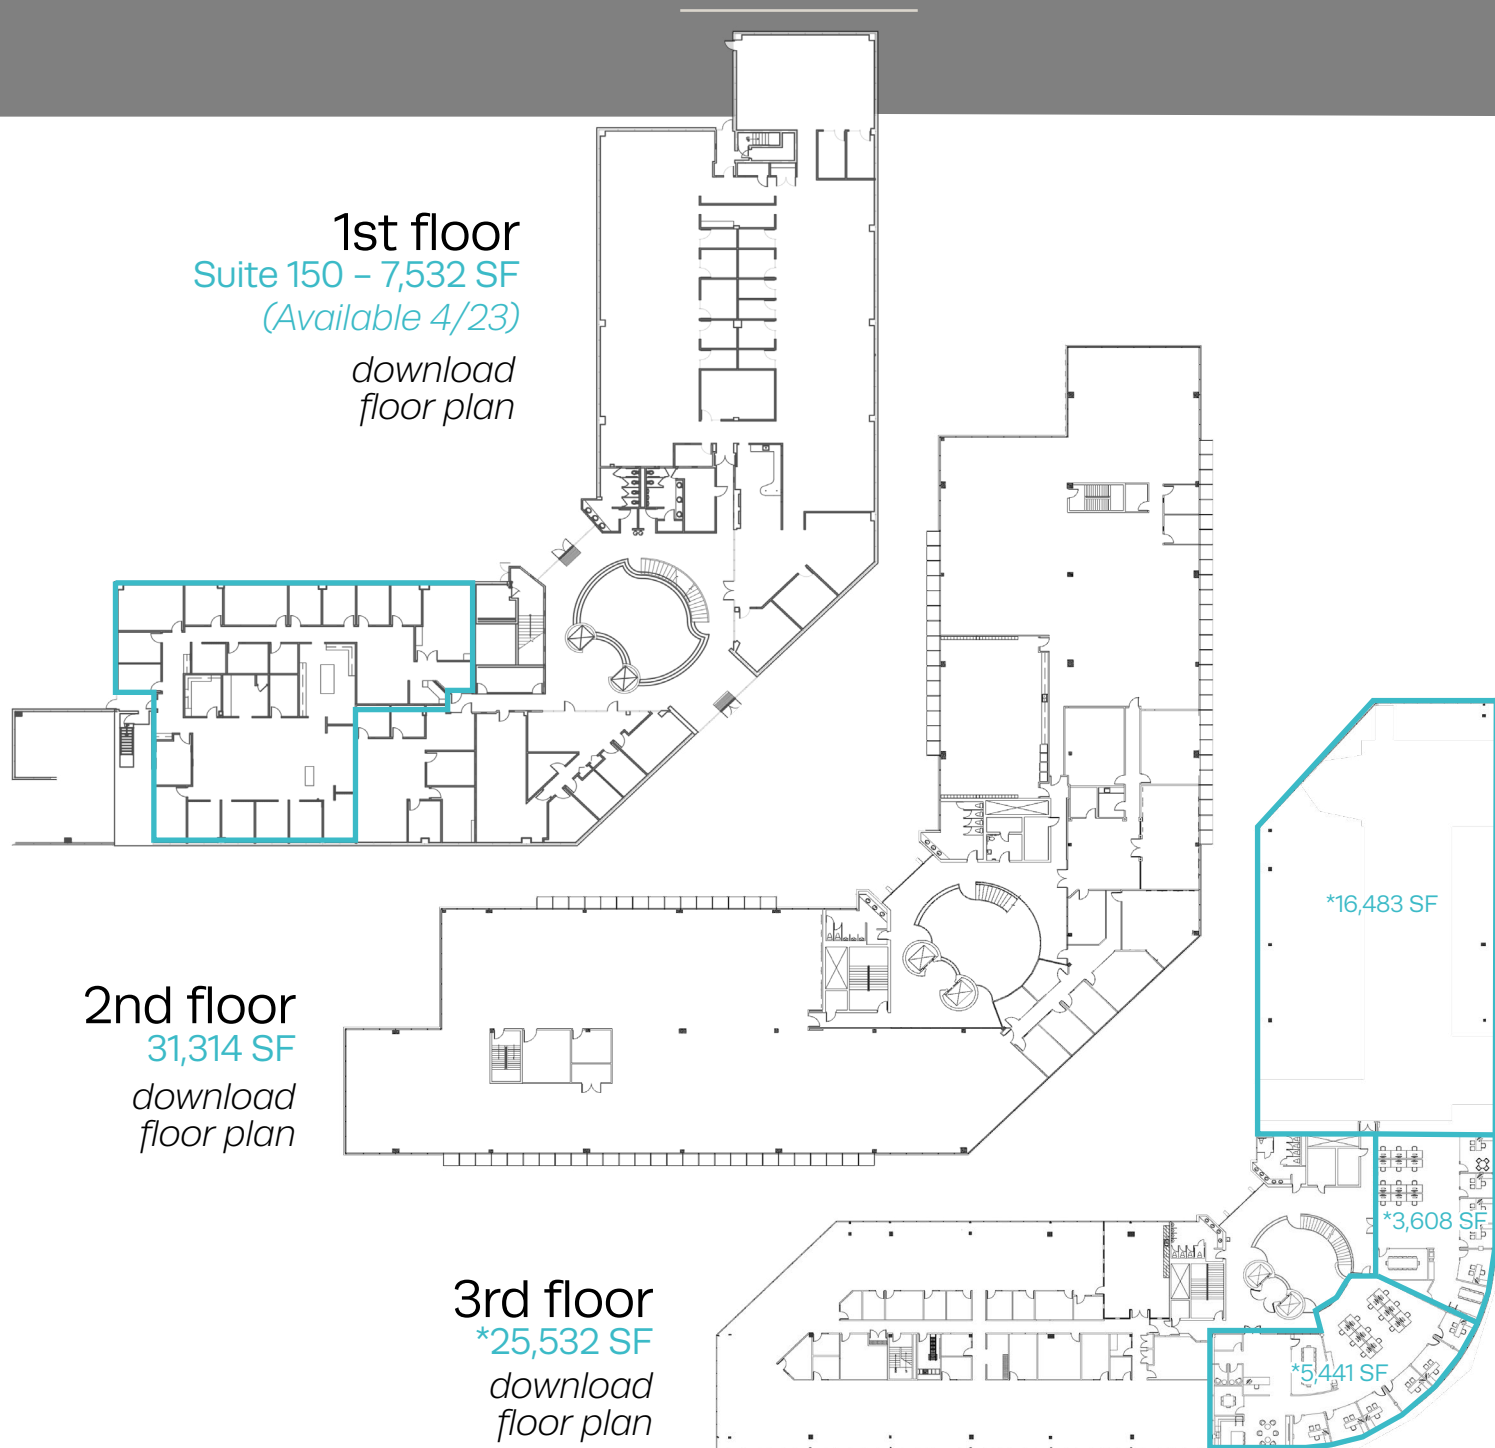 1st floor
Suite 150 – 7,532 SF
(Available 4/23)
download
floor plan
2nd floor
31,314 SF
download
floor plan
3rd floor
*25,532 SF
download
floor plan
*16,483 SF
*3,608 SF
*5,441 SF